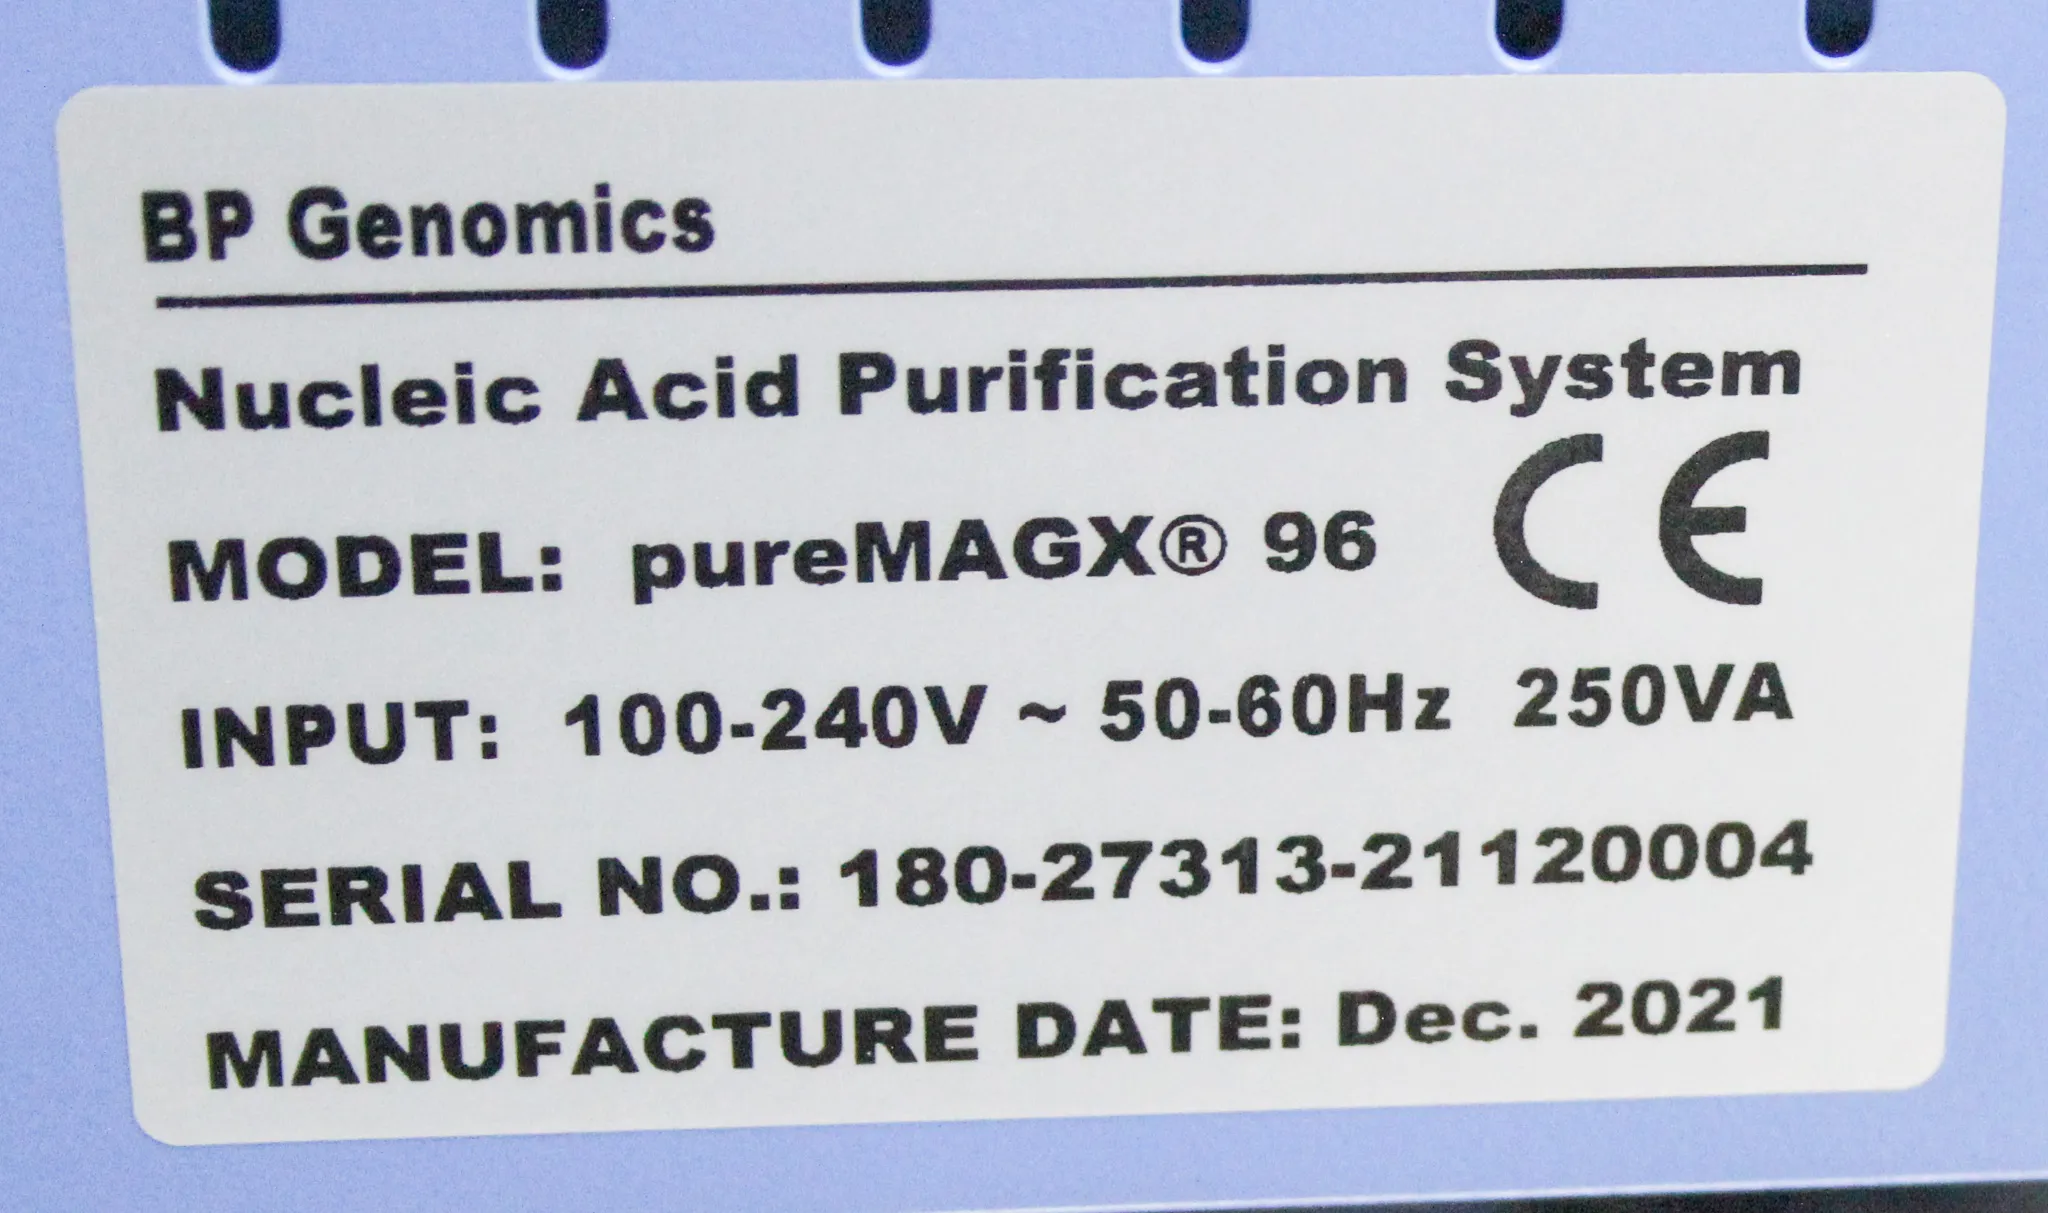 BP Genomics
Nucleic Acid Purification System
MODEL: pureMAGX® 96 CE
INPUT: 100-240V ~ 50-60Hz 250VA
SERIAL NO.: 180-27313-21120004
MANUFACTURE DATE: Dec. 2021